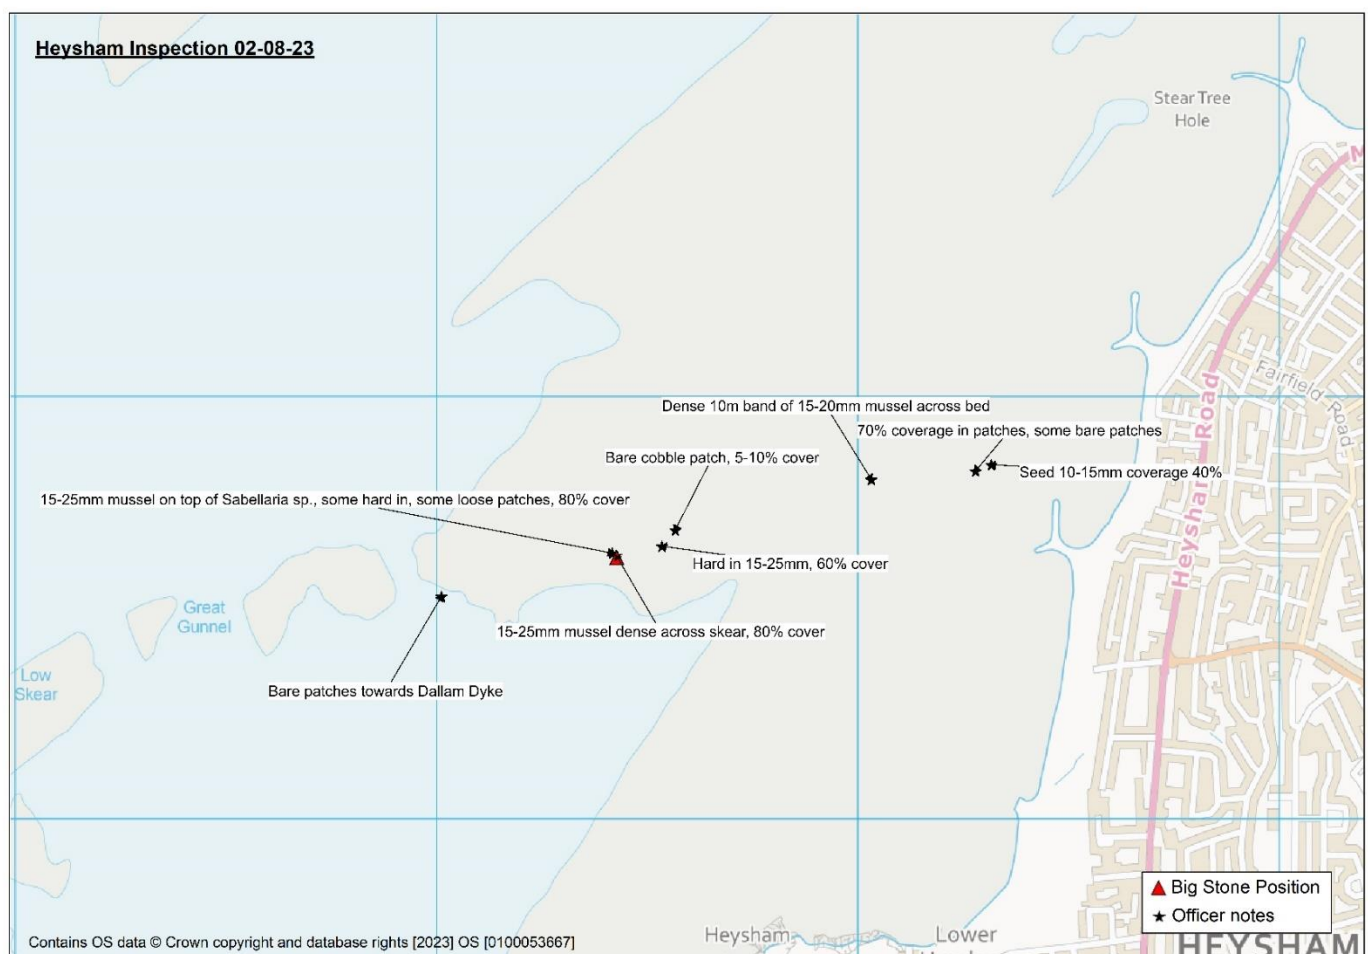 Heysham Inspection 02-08-23
Stear Tree
Hole
Fairfield Road
Heysham Road
Dense 10m band of 15-20mm mussel across bed
70% coverage in patches, some bare patches
Bare cobble patch, 5-10% cover
Seed 10-15mm coverage 40%
15-25mm mussel on top of Sabellaria sp., some hard in, some loose patches, 80% cover
Hard in 15-25mm, 60% cover
Great
Gunnel
15-25mm mussel dense across skear, 80% cover
Low
Skear
Bare patches towards Dallam Dyke
Big Stone Position
Officer notes
Contains OS data © Crown copyright and database rights [2023] OS [0100053667]
Heysham
Lower
HEYSHAM